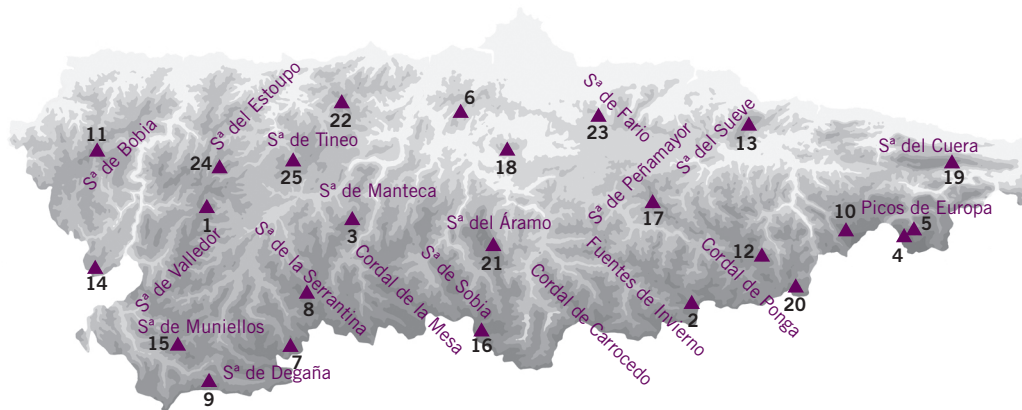 6
Sª de Fario
Sª del Estoupo
22
23
11
Sª de Bobia
Sª de Tineo
18
Sª de Peñamayor
Sª del Sueve
13
Sª del Cuera
24
25
19
Sª de Manteca
1
3
17
Picos de Europa
10
5
4
Sª del Áramo
21
12
14
Sª de Valledor
Sª de la Serrantina
8
Cordal de la Mesa
Sª de Sobia
Cordal de Carrocedo
Fuentes de Invierno
Cordal de Ponga
20
2
Sª de Muniellos
15
16
7
Sª de Degaña
9